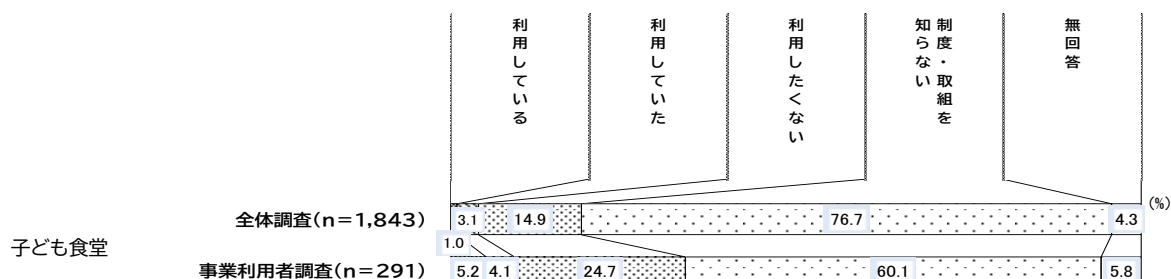 利用している
利用していた
利用したくない
制度・取組を
知らない
無回答
(%)
子ども食堂
全体調査(n＝1,843)
3.1
14.9
76.7
4.3
1.0
事業利用者調査(n＝291)
5.2
4.1
24.7
60.1
5.8